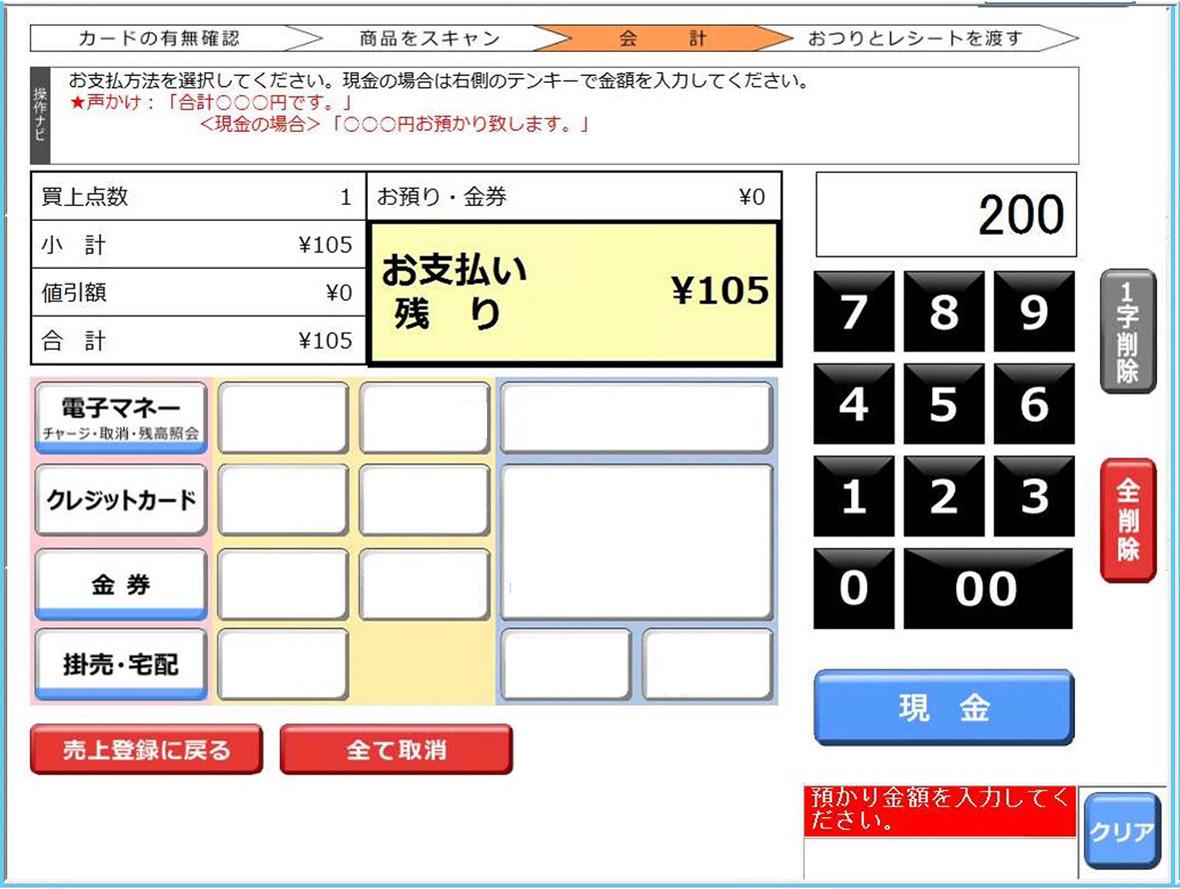 カードの有無確認
商品をスキャン
会 計
おつりとレシートを渡す
操作ナビ
お支払方法を選択してください。現金の場合は右側のテンキーで金額を入力してください。
★声かけ：「合計○○○円です。」
＜現金の場合＞「○○○円お預かり致します。」
買上点数 1
お預り・金券 ¥0
小 計 ¥105
値引額 ¥0
合 計 ¥105
お支払い
残 り
¥105
200
7 8 9
4 5 6
1 2 3
0 00
1字削除
全削除
電子マネー
チャージ・取消・残高照会
クレジットカード
金 券
掛売・宅配
現 金
売上登録に戻る
全て取消
預かり金額を入力してく
ださい。
クリア